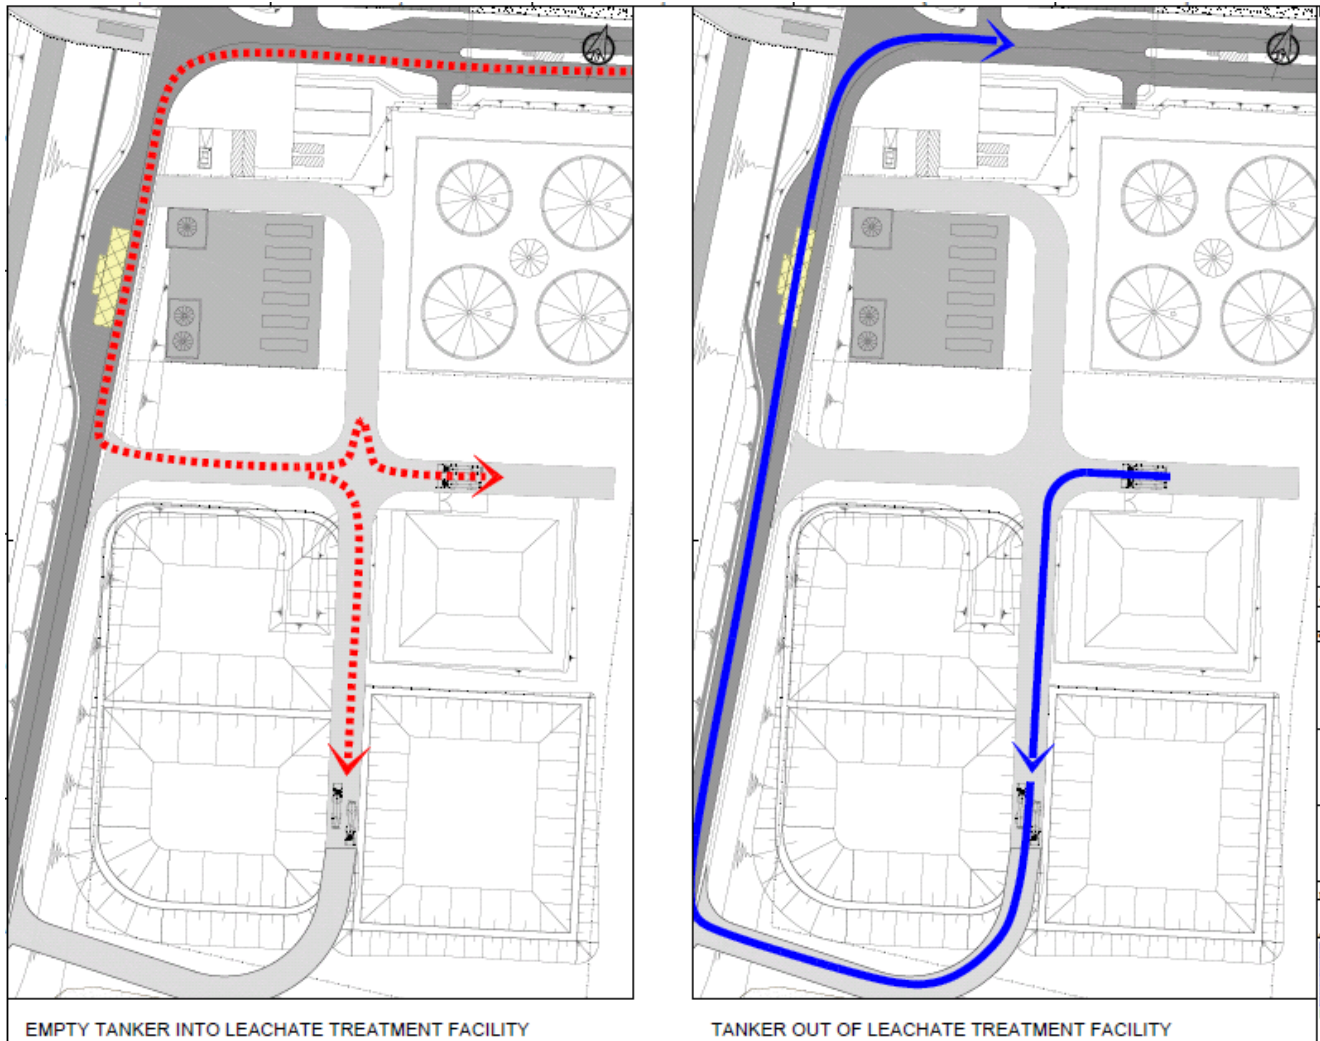 EMPTY TANKER INTO LEACHATE TREATMENT FACILITY
TANKER OUT OF LEACHATE TREATMENT FACILITY